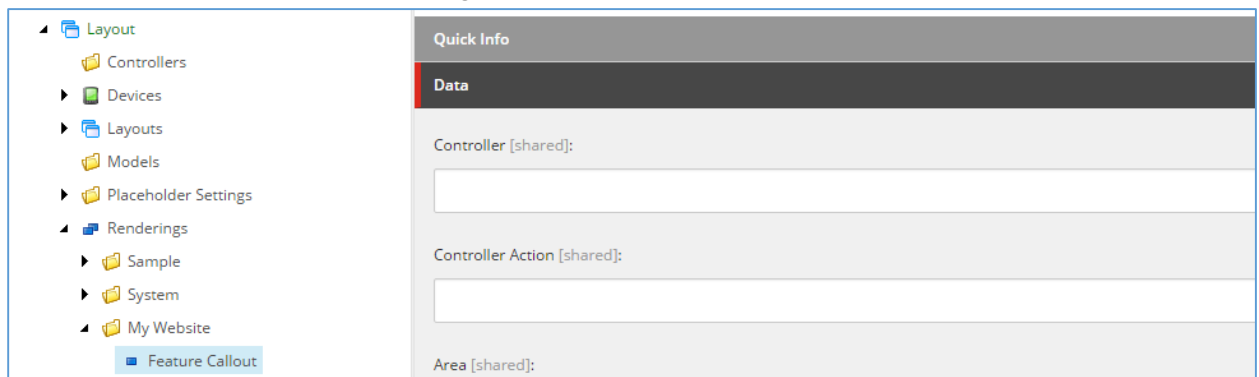 Layout
Controllers
Devices
Layouts
Models
Placeholder Settings
Renderings
Sample
System
My Website
Feature Callout
Quick Info
Data
Controller [shared]:
Controller Action [shared]:
Area [shared]: